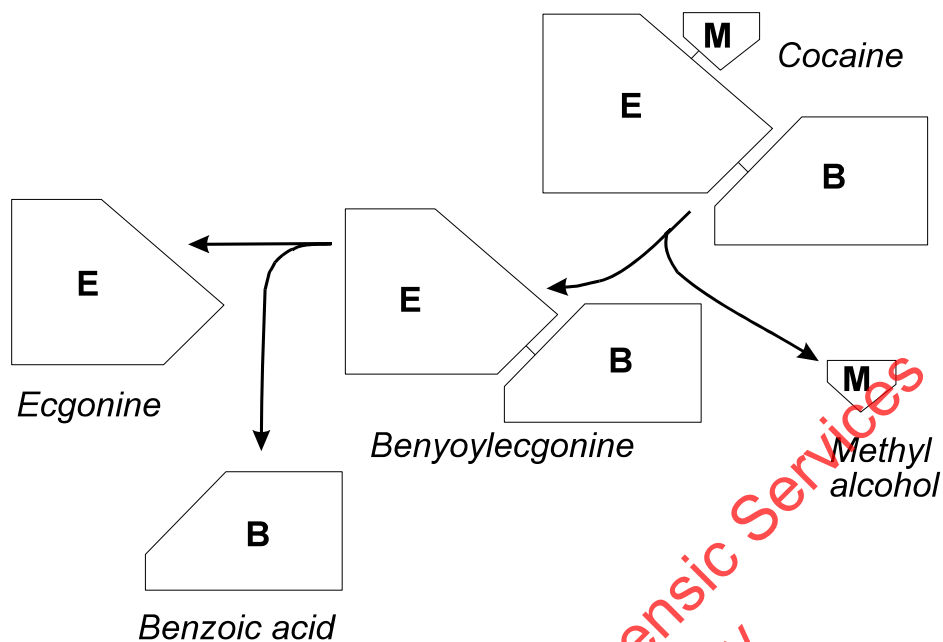 M
Cocaine
E
B
E
E
B
M
Ecgonine
Benyoylecgonine
Methyl
alcohol
B
Benzoic acid
ensic Services